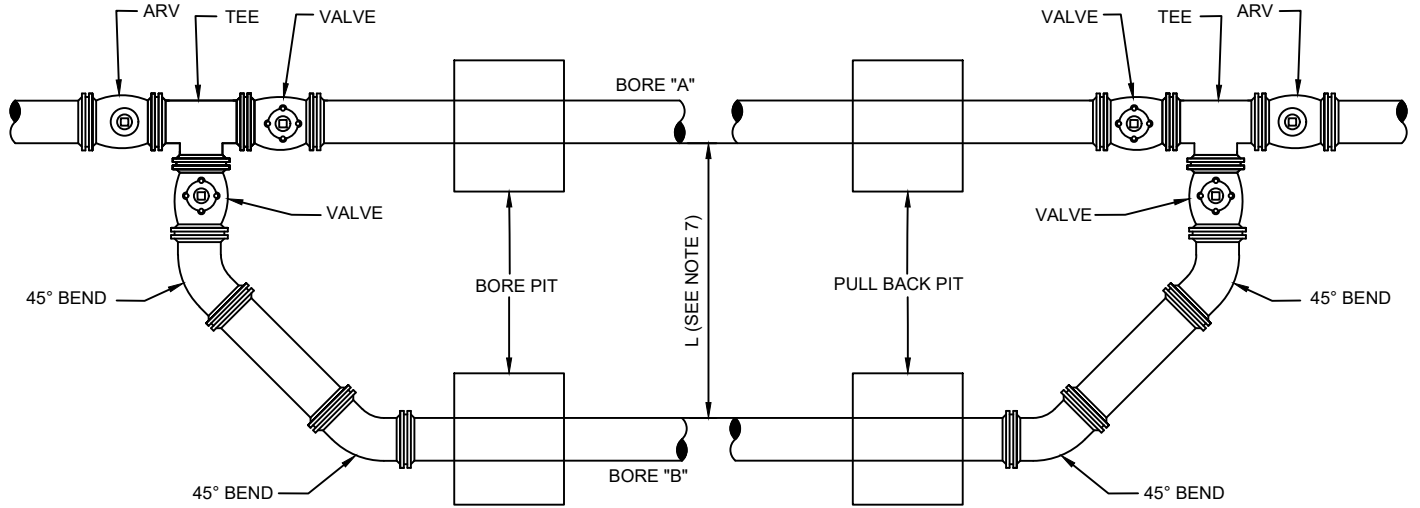 ARV
TEE
VALVE
VALVE
TEE
ARV
BORE "A"
VALVE
VALVE
L (SEE NOTE 7)
BORE PIT
PULL BACK PIT
45° BEND
45° BEND
BORE "B"
45° BEND
45° BEND